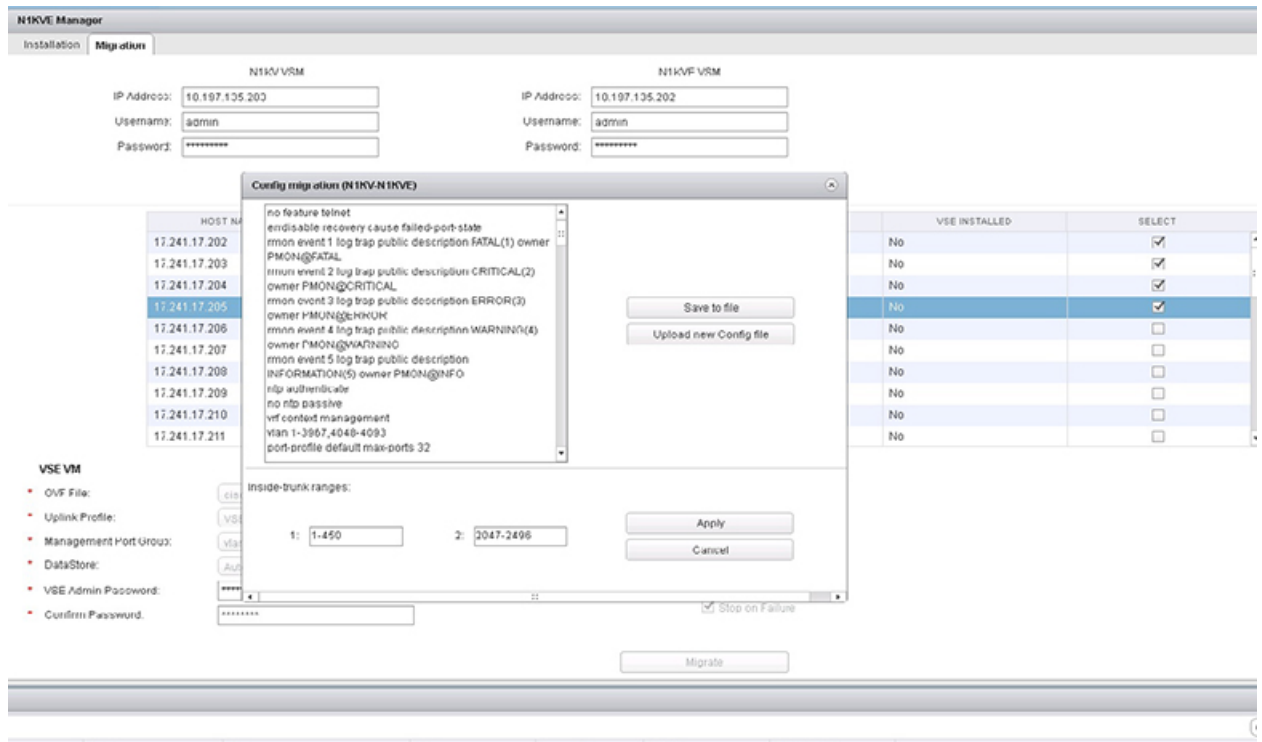 N1KVE Manager
Installation Migration
N1KV VSM N1KVE VSM
IP Address: 10.197.135.203 IP Address: 10.197.135.202
Username: admin Username: admin
Password: ********* Password: *********
Config migration (N1KV-N1KVE)
no feature telnet
errdisable recovery cause failed-port-state
rmon event 1 log trap public description FATAL(1) owner
PMON@FATAL
rmon event 2 log trap public description CRITICAL(2)
owner PMON@CRITICAL
rmon event 3 log trap public description ERROR(3)
owner PMON@ERROR
rmon event 4 log trap public description WARNING(4)
owner PMON@WARNING
rmon event 5 log trap public description
INFORMATION(5) owner PMON@INFO
ntp authenticate
no ntp passive
vrf context management
vlan 1-3967,4048-4093
port-profile default max-ports 32
Save to file
Upload new Config file
Inside-trunk ranges:
1: 1-450 2: 2047-2496
Apply
Cancel
HOST NA VSE INSTALLED SELECT
17.241.17.202 No
17.241.17.203 No
17.241.17.204 No
17.241.17.205 No
17.241.17.206 No
17.241.17.207 No
17.241.17.208 No
17.241.17.209 No
17.241.17.210 No
17.241.17.211 No
VSE VM
* OVF File: cisc
* Uplink Profile: VSE
* Management Port Group: vlan
* DataStore: Aut
* VSE Admin Password: ****
* Confirm Password: ********
Stop on Failure
Migrate